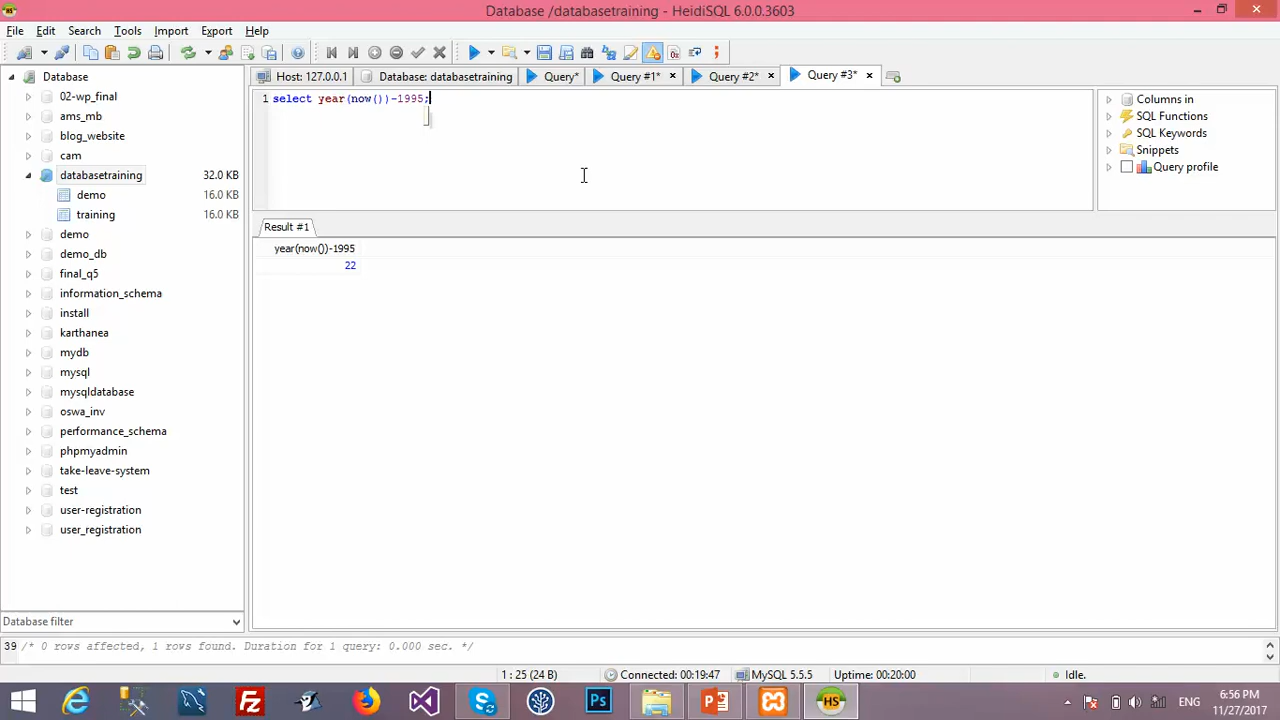 Database /databasetraining - HeidiSQL 6.0.0.3603
File Edit Search Tools Import Export Help
Database
02-wp_final
ams_mb
blog_website
cam
databasetraining 32.0 KB
demo 16.0 KB
training 16.0 KB
demo
demo_db
final_q5
information_schema
install
karthanea
mydb
mysql
mysqldatabase
oswa_inv
performance_schema
phpmyadmin
take-leave-system
test
user-registration
user_registration
Database filter
Host: 127.0.0.1 Database: databasetraining Query* Query #1* Query #2* Query #3*
1 select year(now())-1995;
Columns in
SQL Functions
SQL Keywords
Snippets
Query profile
Result #1
year(now())-1995
22
39 /* 0 rows affected, 1 rows found. Duration for 1 query: 0.000 sec. */
1 : 25 (24 B) Connected: 00:19:47 MySQL 5.5.5 Uptime: 00:20:00 Idle.
ENG 6:56 PM
11/27/2017